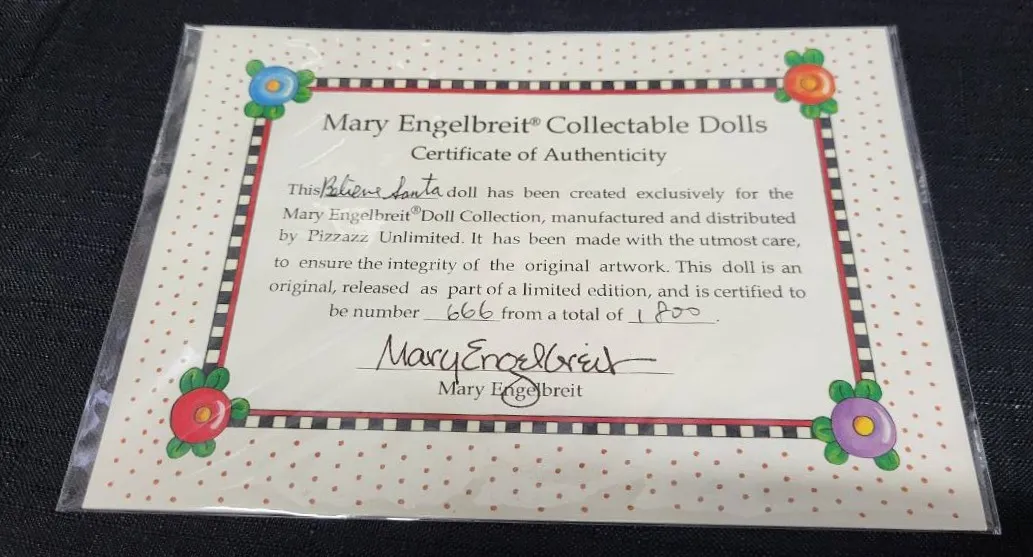 Mary Engelbreit® Collectable Dolls
Certificate of Authenticity
This Believe Santa doll has been created exclusively for the
Mary Engelbreit® Doll Collection, manufactured and distributed
by Pizzazz Unlimited. It has been made with the utmost care,
to ensure the integrity of the original artwork. This doll is an
original, released as part of a limited edition, and is certified to
be number 666 from a total of 1800.
Mary Engelbreit
Mary Engelbreit